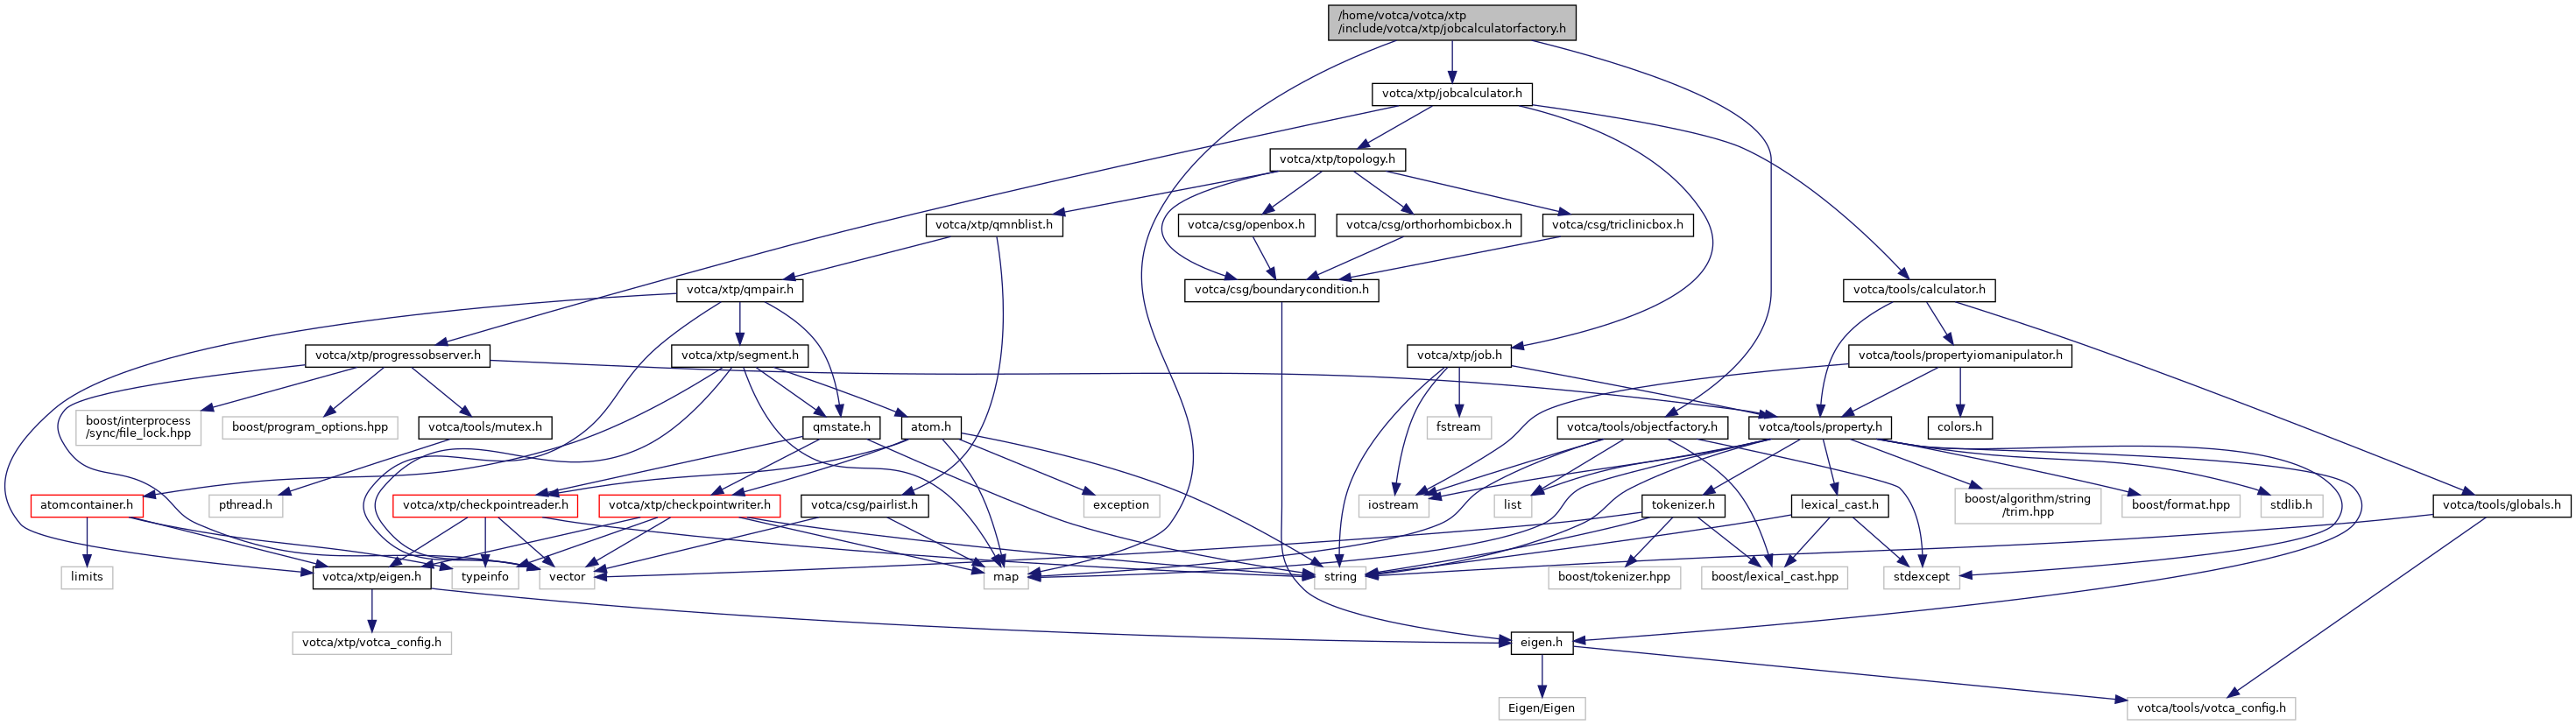 /home/votca/votca/xtp
/include/votca/xtp/jobcalculatorfactory.h
votca/xtp/jobcalculator.h
votca/xtp/topology.h
votca/xtp/qmnblist.h
votca/csg/openbox.h
votca/csg/orthorhombicbox.h
votca/csg/triclinicbox.h
votca/xtp/qmpair.h
votca/csg/boundarycondition.h
votca/tools/calculator.h
votca/xtp/progressobserver.h
votca/xtp/segment.h
votca/xtp/job.h
votca/tools/propertyiomanipulator.h
boost/interprocess
/sync/file_lock.hpp
boost/program_options.hpp
votca/tools/mutex.h
qmstate.h
atom.h
fstream
votca/tools/objectfactory.h
votca/tools/property.h
colors.h
atomcontainer.h
pthread.h
votca/xtp/checkpointreader.h
votca/xtp/checkpointwriter.h
votca/csg/pairlist.h
exception
iostream
list
tokenizer.h
lexical_cast.h
boost/algorithm/string
/trim.hpp
boost/format.hpp
stdlib.h
votca/tools/globals.h
limits
votca/xtp/eigen.h
typeinfo
vector
map
string
boost/tokenizer.hpp
boost/lexical_cast.hpp
stdexcept
votca/xtp/votca_config.h
eigen.h
Eigen/Eigen
votca/tools/votca_config.h